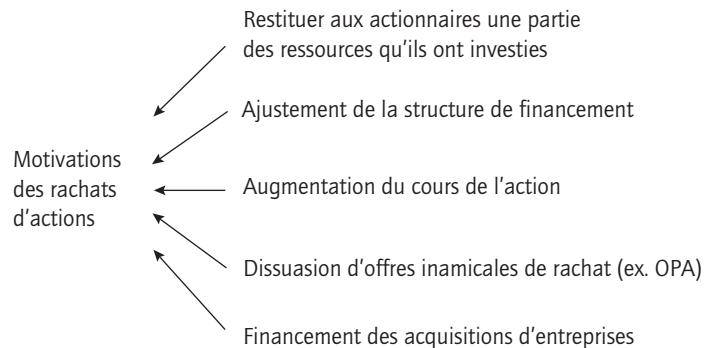 Restituer aux actionnaires une partie
des ressources qu'ils ont investies
Ajustement de la structure de financement
Motivations
des rachats
d'actions
Augmentation du cours de l'action
Dissuasion d'offres inamicales de rachat (ex. OPA)
Financement des acquisitions d'entreprises